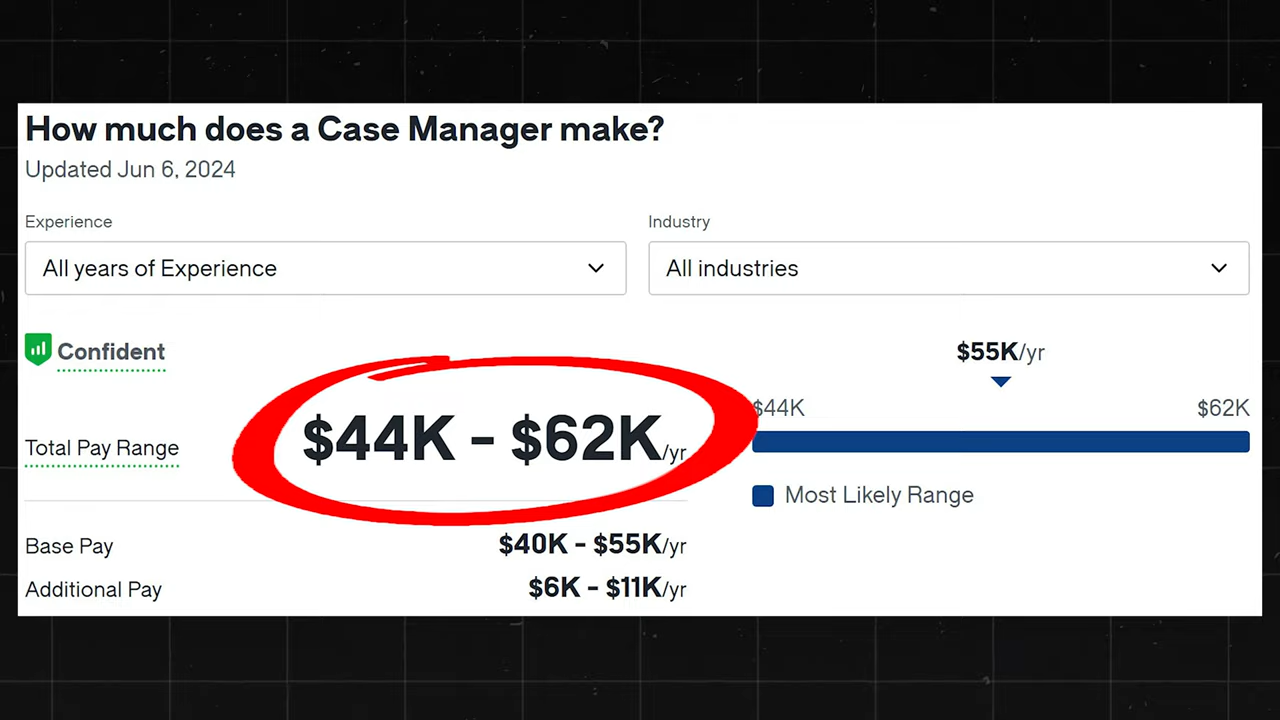 How much does a Case Manager make?
Updated Jun 6, 2024
Experience
Industry
All years of Experience
All industries
Confident
$55K/yr
$44K
$62K
Total Pay Range
$44K - $62K/yr
Most Likely Range
Base Pay
$40K - $55K/yr
Additional Pay
$6K - $11K/yr